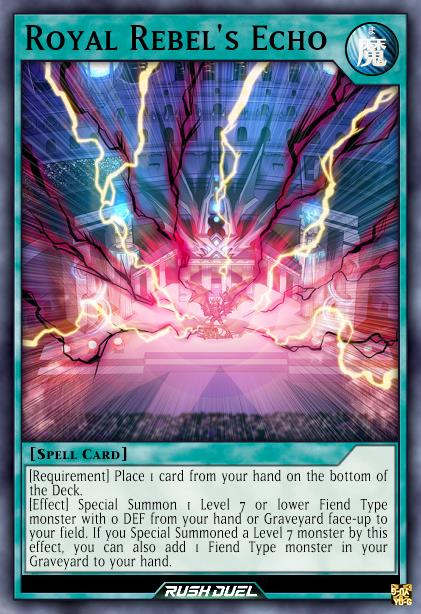 Royal Rebel's Echo
ま
魔
[Spell Card]
[Requirement] Place 1 card from your hand on the bottom of
the Deck.
[Effect] Special Summon 1 Level 7 or lower Fiend Type
monster with 0 DEF from your hand or Graveyard face-up to
your field. If you Special Summoned a Level 7 monster by this
effect, you can also add 1 Fiend Type monster in your
Graveyard to your hand.
RUSH DUEL